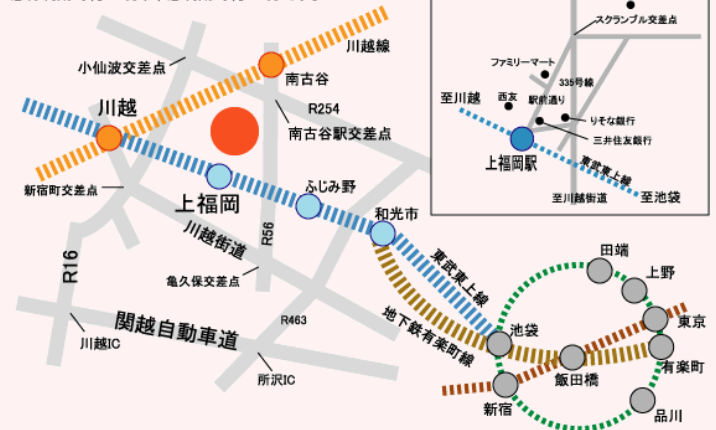 川越線
小仙波交差点
南古谷
川越
R254
南古谷駅交差点
新宿町交差点
上福岡
ふじみ野
和光市
川越街道
R56
R16
亀久保交差点
関越自動車道
R463
川越IC
所沢IC
東武東上線
地下鉄有楽町線
スクランブル交差点
ファミリーマート
335号線
至川越
西友
駅前通り
りそな銀行
三井住友銀行
上福岡駅
東武東上線
至川越街道
至池袋
田端
上野
東京
池袋
有楽町
飯田橋
新宿
品川